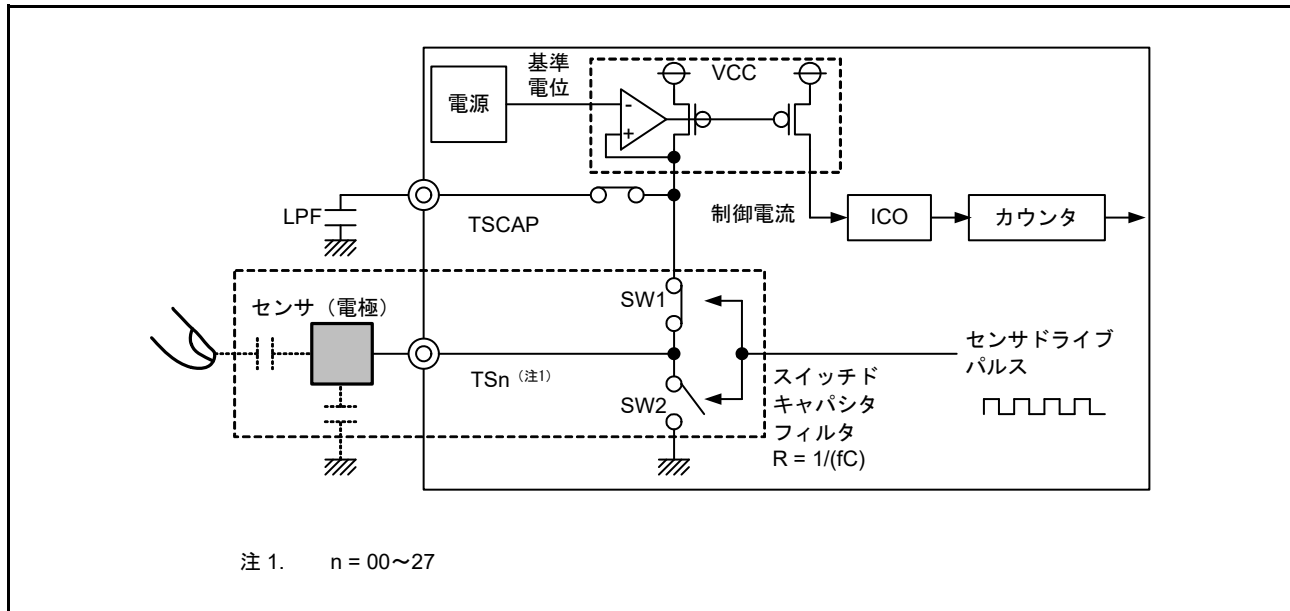 電源
基準
電位
VCC
-
+
LPF
TSCAP
制御電流
ICO
カウンタ
センサ（電極）
SW1
TSn（注1）
SW2
スイッチド
キャパシタ
フィルタ
R = 1/(fC)
センサドライブ
パルス
注 1. n = 00～27